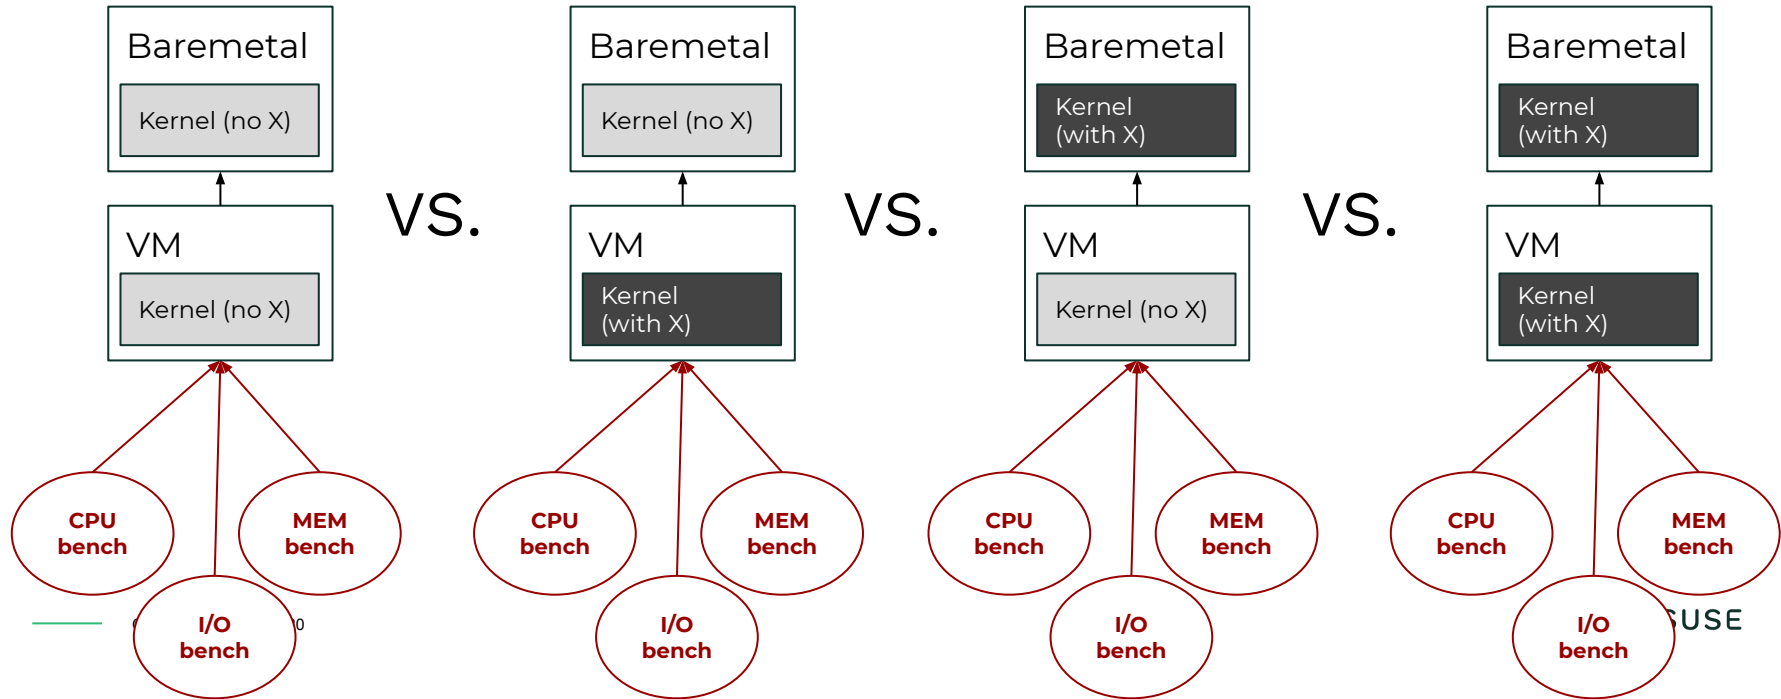 Baremetal
Kernel (no X)
VM
Kernel (no X)
CPU
bench
MEM
bench
I/O
bench
VS.
Baremetal
Kernel (no X)
VM
Kernel
(with X)
CPU
bench
MEM
bench
I/O
bench
VS.
Baremetal
Kernel
(with X)
VM
Kernel (no X)
CPU
bench
MEM
bench
I/O
bench
VS.
Baremetal
Kernel
(with X)
VM
Kernel
(with X)
CPU
bench
MEM
bench
I/O
bench
SUSE